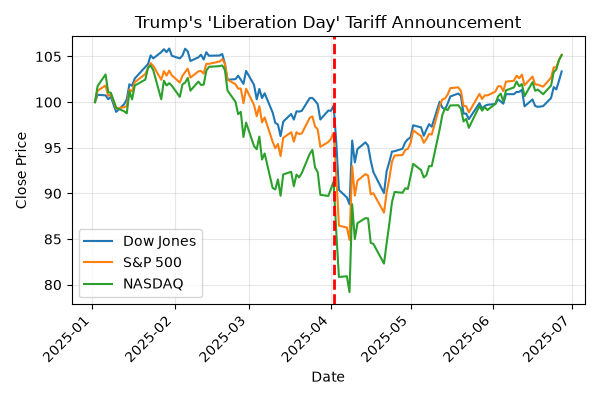 Trump's 'Liberation Day' Tariff Announcement
Close Price
105
100
95
90
85
80
Dow Jones
S&P 500
NASDAQ
2025-01
2025-02
2025-03
2025-04
2025-05
2025-06
2025-07
Date